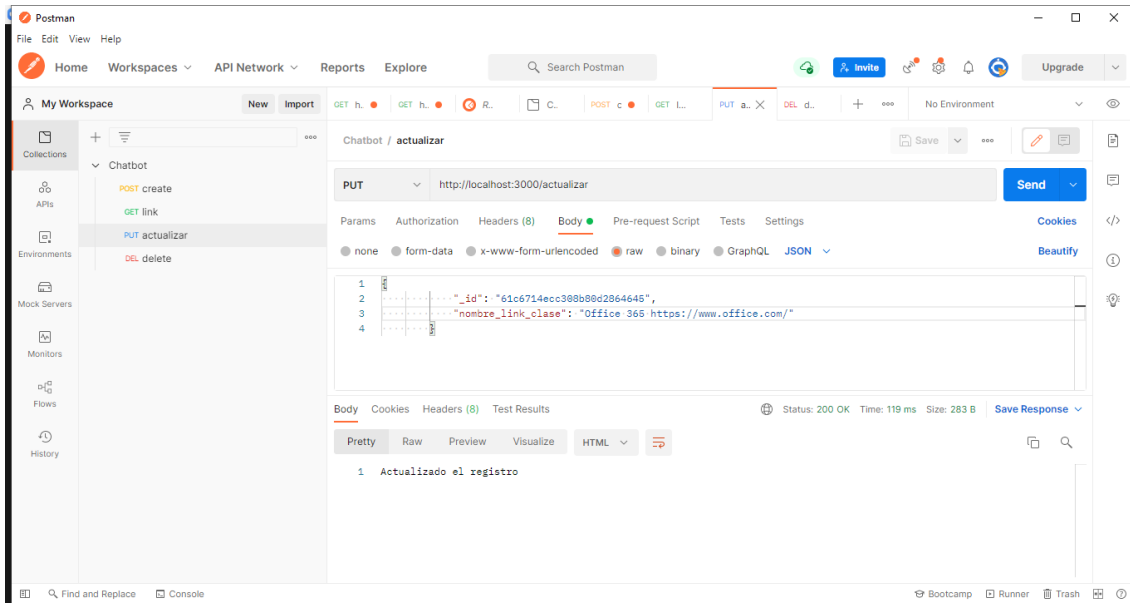 Postman
File Edit View Help
Home Workspaces API Network Reports Explore Search Postman Invite Upgrade
My Workspace New Import GET h. GET h.. R.. C.. POST c GET l.. PUT a.. DEL d.. No Environment
Collections
APIs
Environments
Mock Servers
Monitors
Flows
History
Chatbot
POST create
GET link
PUT actualizar
DEL delete
Chatbot / actualizar Save
PUT http://localhost:3000/actualizar Send
Params Authorization Headers (8) Body Pre-request Script Tests Settings Cookies
none form-data x-www-form-urlencoded raw binary GraphQL JSON Beautify
1 {
2 "_id": "61c6714ecc308b80d2864645",
3 "nombre_link_clase": "Office 365 https://www.office.com/"
4 }
Body Cookies Headers (8) Test Results Status: 200 OK Time: 119 ms Size: 283 B Save Response
Pretty Raw Preview Visualize HTML
1 Actualizado el registro
Find and Replace Console Bootcamp Runner Trash